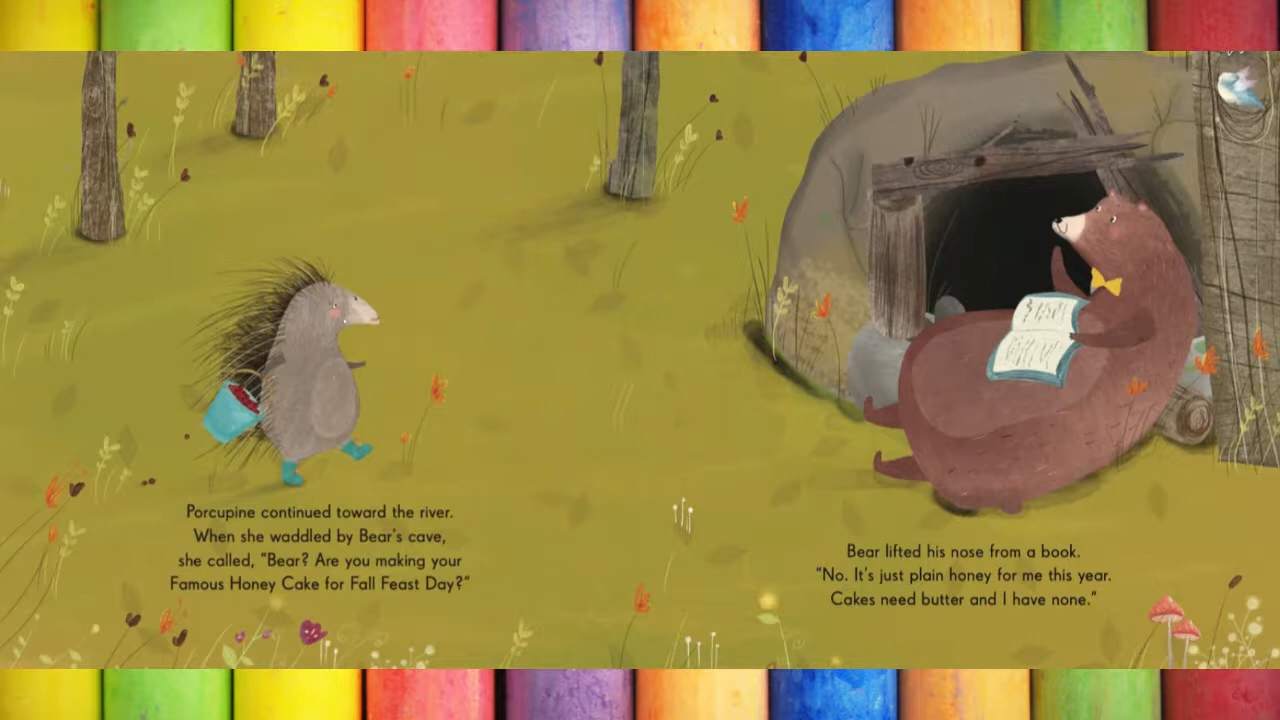 Porcupine continued toward the river.
When she waddled by Bear's cave,
she called, "Bear? Are you making your
Famous Honey Cake for Fall Feast Day?"
Bear lifted his nose from a book.
"No. It's just plain honey for me this year.
Cakes need butter and I have none."